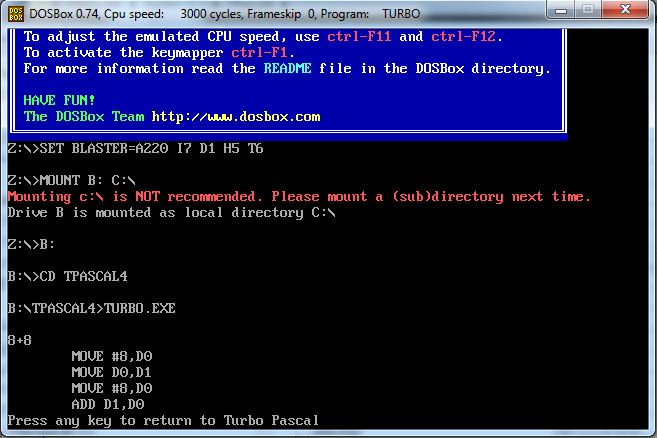 DOSBox 0.74, Cpu speed: 3000 cycles, Frameskip 0, Program: TURBO
To adjust the emulated CPU speed, use ctrl-F11 and ctrl-F12.
To activate the keymapper ctrl-F1.
For more information read the README file in the DOSBox directory.
HAVE FUN!
The DOSBox Team http://www.dosbox.com
Z:\>SET BLASTER=A220 I7 D1 H5 T6
Z:\>MOUNT B: C:\
Mounting c:\ is NOT recommended. Please mount a (sub)directory next time.
Drive B is mounted as local directory C:\
Z:\>B:
B:\>CD TPASCAL4
B:\TPASCAL4>TURBO.EXE
8+8
MOVE #8,D0
MOVE D0,D1
MOVE #8,D0
ADD D1,D0
Press any key to return to Turbo Pascal